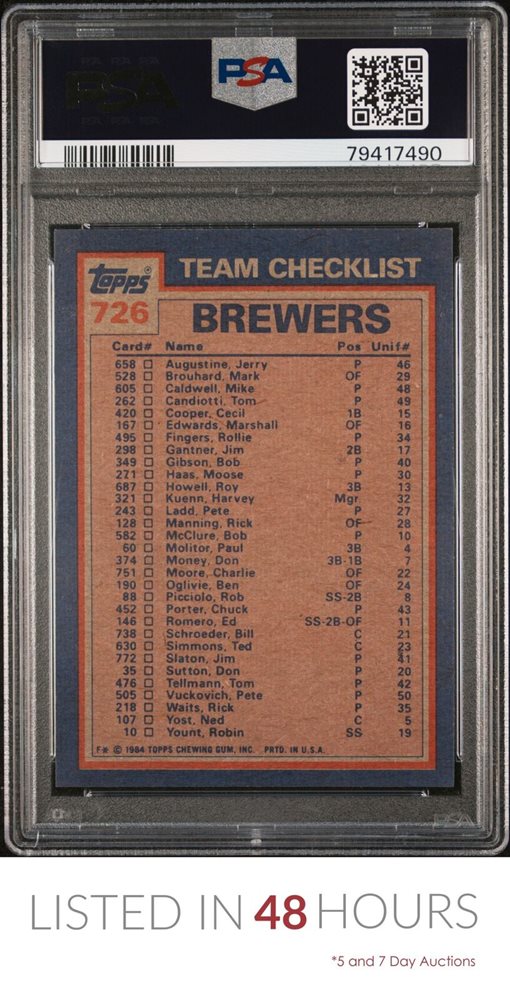 PSA
PSA
79417490
Topps®
TEAM CHECKLIST
726
BREWERS
Card# Name Pos Unif#
658 □ Augustine, Jerry P 46
528 □ Brouhard, Mark OF 29
605 □ Caldwell, Mike P 48
262 □ Candiotti, Tom P 49
420 □ Cooper, Cecil 1B 15
167 □ Edwards, Marshall OF 16
495 □ Fingers, Rollie P 34
298 □ Gantner, Jim 2B 17
349 □ Gibson, Bob P 40
271 □ Haas, Moose P 30
687 □ Howell, Roy 3B 13
321 □ Kuenn, Harvey Mgr. 32
243 □ Ladd, Pete P 27
128 □ Manning, Rick OF 28
582 □ McClure, Bob P 10
60 □ Molitor, Paul 3B 4
374 □ Money, Don 3B-1B 7
751 □ Moore, Charlie OF 22
190 □ Oglivie, Ben OF 24
88 □ Picciolo, Rob SS-2B 8
452 □ Porter, Chuck P 43
146 □ Romero, Ed SS-2B-OF 11
738 □ Schroeder, Bill C 21
630 □ Simmons, Ted C 23
772 □ Slaton, Jim P 41
35 □ Sutton, Don P 20
476 □ Tellmann, Tom P 42
505 □ Vuckovich, Pete P 50
218 □ Waits, Rick P 35
107 □ Yost, Ned C 5
10 □ Yount, Robin SS 19
F* © 1984 TOPPS CHEWING GUM, INC. PRTD. IN U.S.A.
PSA
LISTED IN 48 HOURS
*5 and 7 Day Auctions